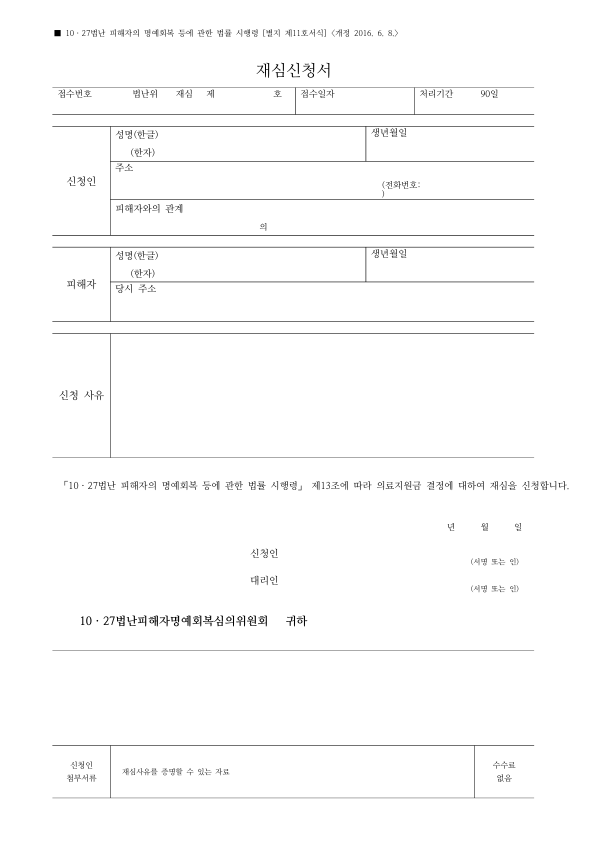 ■ 10ㆍ27법난 피해자의 명예회복 등에 관한 법률 시행령 [별지 제11호서식] <개정 2016. 6. 8.>
재심신청서
접수번호 법난위 재심 제 호 접수일자 처리기간 90일
신청인
성명(한글)
(한자)
생년월일
주소
(전화번호:
)
피해자와의 관계
의
피해자
성명(한글)
(한자)
생년월일
당시 주소
신청 사유
「10ㆍ27법난 피해자의 명예회복 등에 관한 법률 시행령」 제13조에 따라 의료지원금 결정에 대하여 재심을 신청합니다.
년 월 일
신청인 (서명 또는 인)
대리인 (서명 또는 인)
10ㆍ27법난피해자명예회복심의위원회 귀하
신청인
첨부서류
재심사유를 증명할 수 있는 자료
수수료
없음